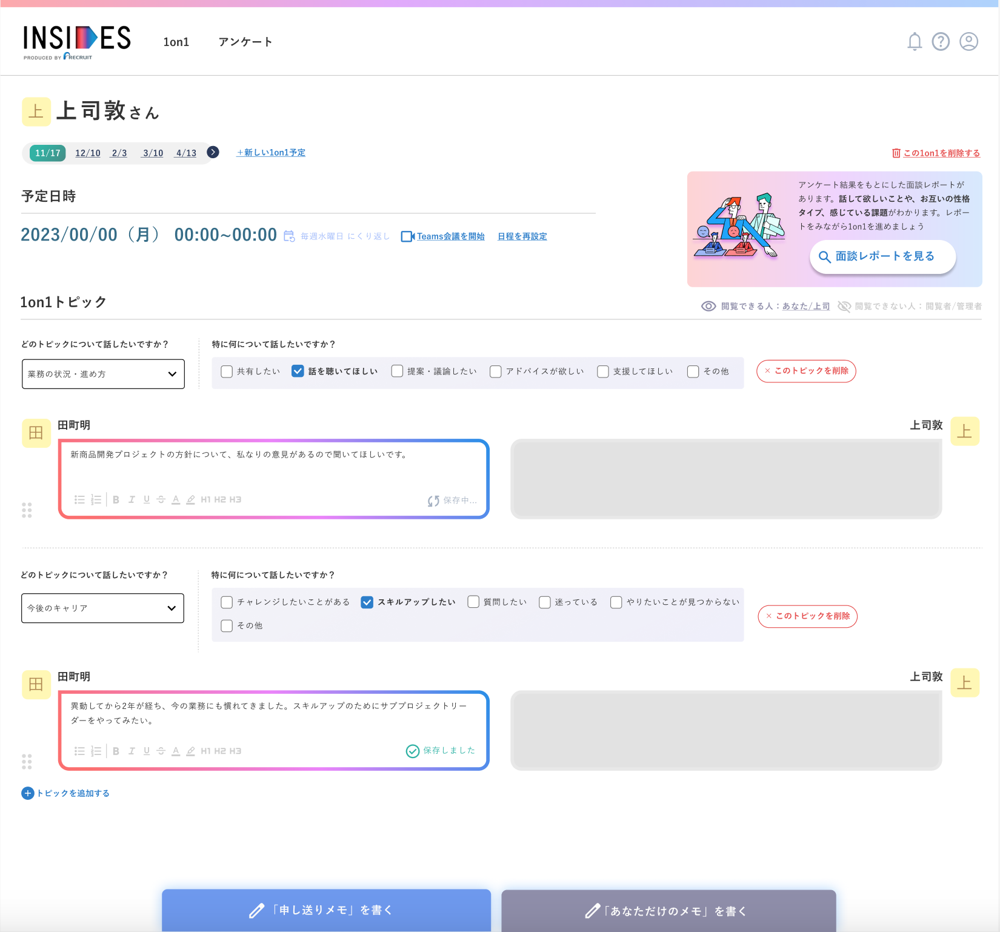 INSIDES
PRODUCED BY RECRUIT
1on1
アンケート
上 上司敦さん
11/17 12/10 2/3 3/10 4/13
＋新しい1on1予定
この1on1を削除する
予定日時
2023/00/00（月） 00:00~00:00
毎週水曜日 にくり返し
Teams会議を開始
日程を再設定
アンケート結果をもとにした面談レポートが
あります。話して欲しいことや、お互いの性格
タイプ、感じている課題がわかります。レポー
トをみながら1on1を進めましょう
面談レポートを見る
1on1トピック
閲覧できる人：あなた/上司
閲覧できない人：閲覧者/管理者
どのトピックについて話したいですか？
業務の状況・進め方
特に何について話したいですか？
共有したい 話を聴いてほしい 提案・議論したい アドバイスが欲しい 支援してほしい その他
× このトピックを削除
田 田町明
上司敦 上
新商品開発プロジェクトの方針について、私なりの意見があるので聞いてほしいです。
B I U S A H1 H2 H3
保存中...
どのトピックについて話したいですか？
今後のキャリア
特に何について話したいですか？
チャレンジしたいことがある スキルアップしたい 質問したい 迷っている やりたいことが見つからない
その他
× このトピックを削除
田 田町明
上司敦 上
異動してから2年が経ち、今の業務にも慣れてきました。スキルアップのためにサブプロジェクトリー
ダーをやってみたい。
B I U S A H1 H2 H3
保存しました
トピックを追加する
「申し送りメモ」を書く
「あなただけのメモ」を書く